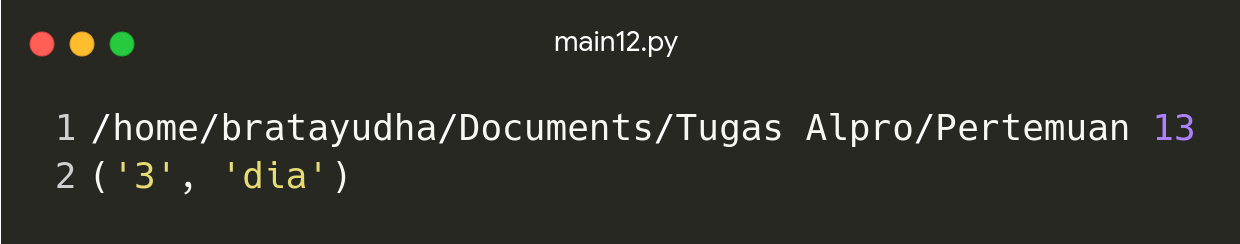 main12.py
1 /home/bratayudha/Documents/Tugas Alpro/Pertemuan 13
2 ('3', 'dia')